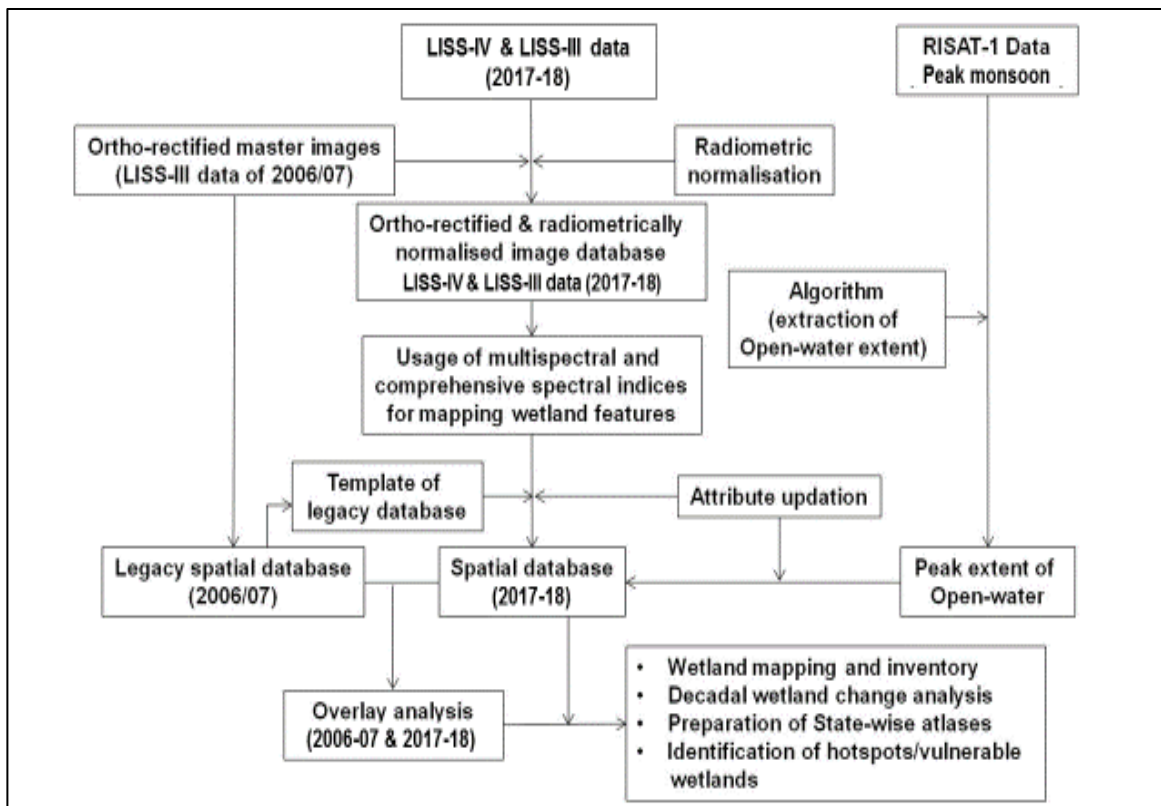 LISS-IV & LISS-III data
(2017-18)
RISAT-1 Data
Peak monsoon
Ortho-rectified master images
(LISS-III data of 2006/07)
Radiometric
normalisation
Ortho-rectified & radiometrically
normalised image database
LISS-IV & LISS-III data (2017-18)
Algorithm
(extraction of
Open-water extent)
Usage of multispectral and
comprehensive spectral indices
for mapping wetland features
Template of
legacy database
Attribute updation
Legacy spatial database
(2006/07)
Spatial database
(2017-18)
Peak extent of
Open-water
Overlay analysis
(2006-07 & 2017-18)
• Wetland mapping and inventory
• Decadal wetland change analysis
• Preparation of State-wise atlases
• Identification of hotspots/vulnerable
wetlands